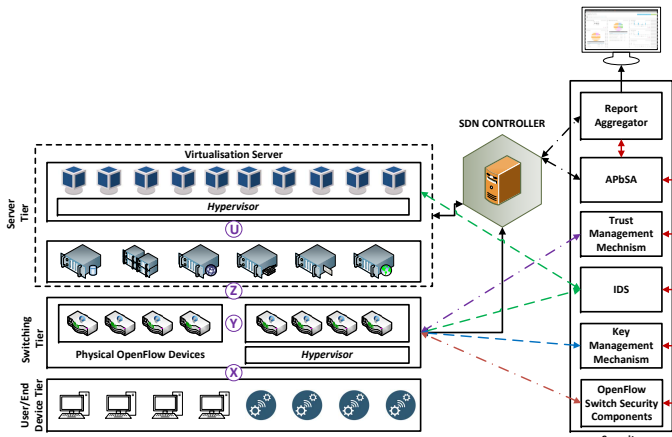 SDN CONTROLLER
Report
Aggregator
APbSA
Trust
Management
Mechnism
IDS
Key
Management
Mechanism
OpenFlow
Switch Security
Components
Server
Tier
Virtualisation Server
Hypervisor
U
Z
Switching
Tier
Physical OpenFlow Devices
Y
Hypervisor
X
User/End
Device Tier